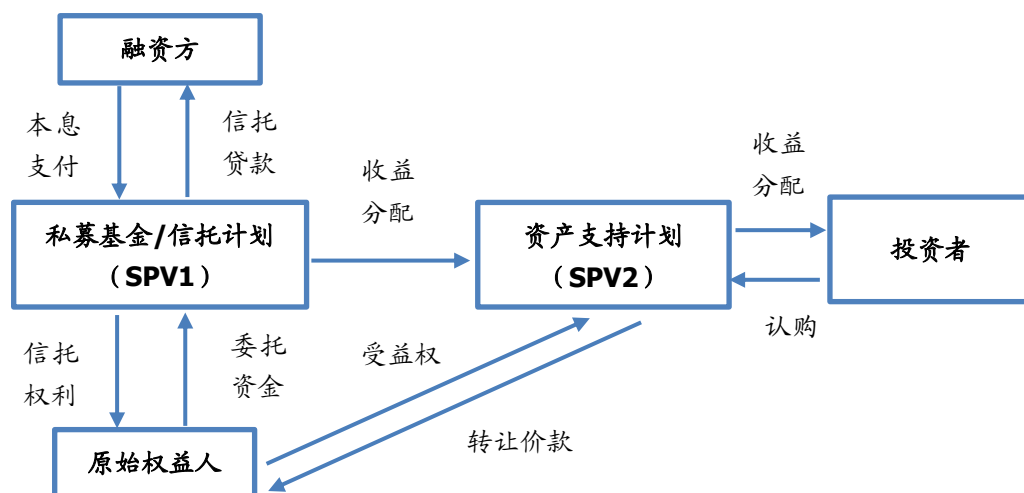 融资方
本息
支付
信托
贷款
收益
分配
收益
分配
私募基金/信托计划
（SPV1）
资产支持计划
（SPV2）
投资者
认购
信托
权利
委托
资金
受益权
转让价款
原始权益人